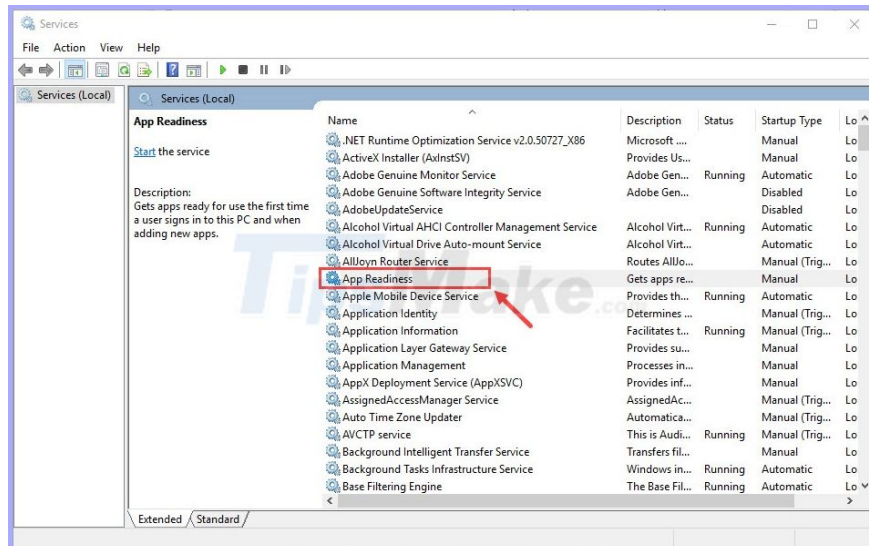 Services
File Action View Help
Services (Local)
Services (Local)
App Readiness
Start the service
Description:
Gets apps ready for use the first time
a user signs in to this PC and when
adding new apps.
Name Description Status Startup Type Lo
.NET Runtime Optimization Service v2.0.50727_X86 Microsoft .... Manual Lo
ActiveX Installer (AxInstSV) Provides Us... Manual Lo
Adobe Genuine Monitor Service Adobe Gen... Running Automatic Lo
Adobe Genuine Software Integrity Service Adobe Gen... Disabled Lo
AdobeUpdateService Disabled Lo
Alcohol Virtual AHCI Controller Management Service Alcohol Virt... Running Automatic Lo
Alcohol Virtual Drive Auto-mount Service Alcohol Virt... Automatic Lo
AllJoyn Router Service Routes AllJo... Manual (Trig... Lo
App Readiness Gets apps re... Manual Lo
Apple Mobile Device Service Provides th... Running Automatic Lo
Application Identity Determines ... Manual (Trig... Lo
Application Information Facilitates t... Running Manual (Trig... Lo
Application Layer Gateway Service Provides su... Manual Lo
Application Management Processes in... Manual Lo
AppX Deployment Service (AppXSVC) Provides inf... Manual Lo
AssignedAccessManager Service AssignedAc... Manual (Trig... Lo
Auto Time Zone Updater Automatica... Manual (Trig... Lo
AVCTP service This is Audi... Running Manual (Trig... Lo
Background Intelligent Transfer Service Transfers fil... Manual Lo
Background Tasks Infrastructure Service Windows in... Running Automatic Lo
Base Filtering Engine The Base Fil... Running Automatic Lo
TipsMake.com
Extended Standard